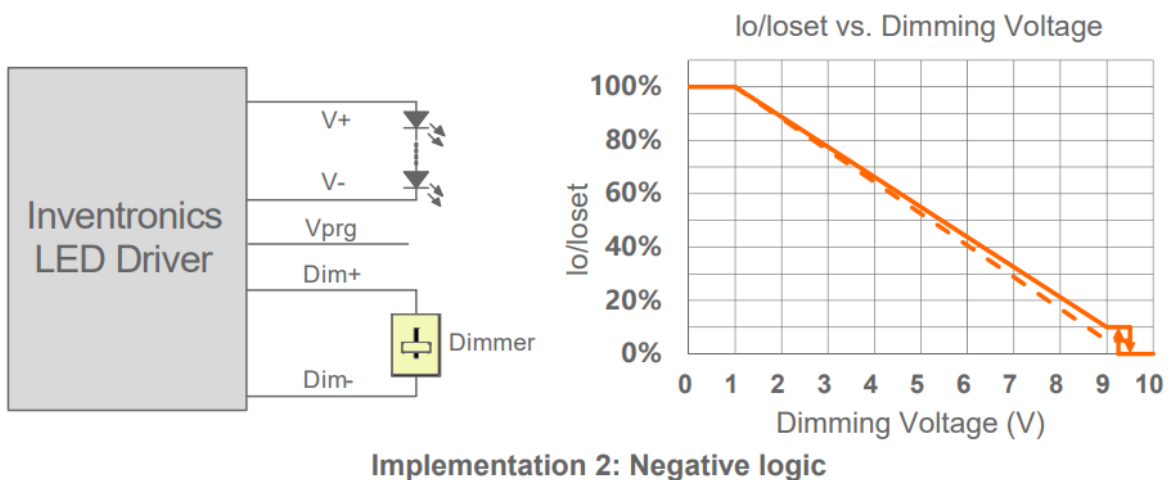 Io/Ioset vs. Dimming Voltage
V+
V-
Vprg
Dim+
Dim-
Inventronics
LED Driver
Dimmer
Io/Ioset
100%
80%
60%
40%
20%
0%
0 1 2 3 4 5 6 7 8 9 10
Dimming Voltage (V)
Implementation 2: Negative logic